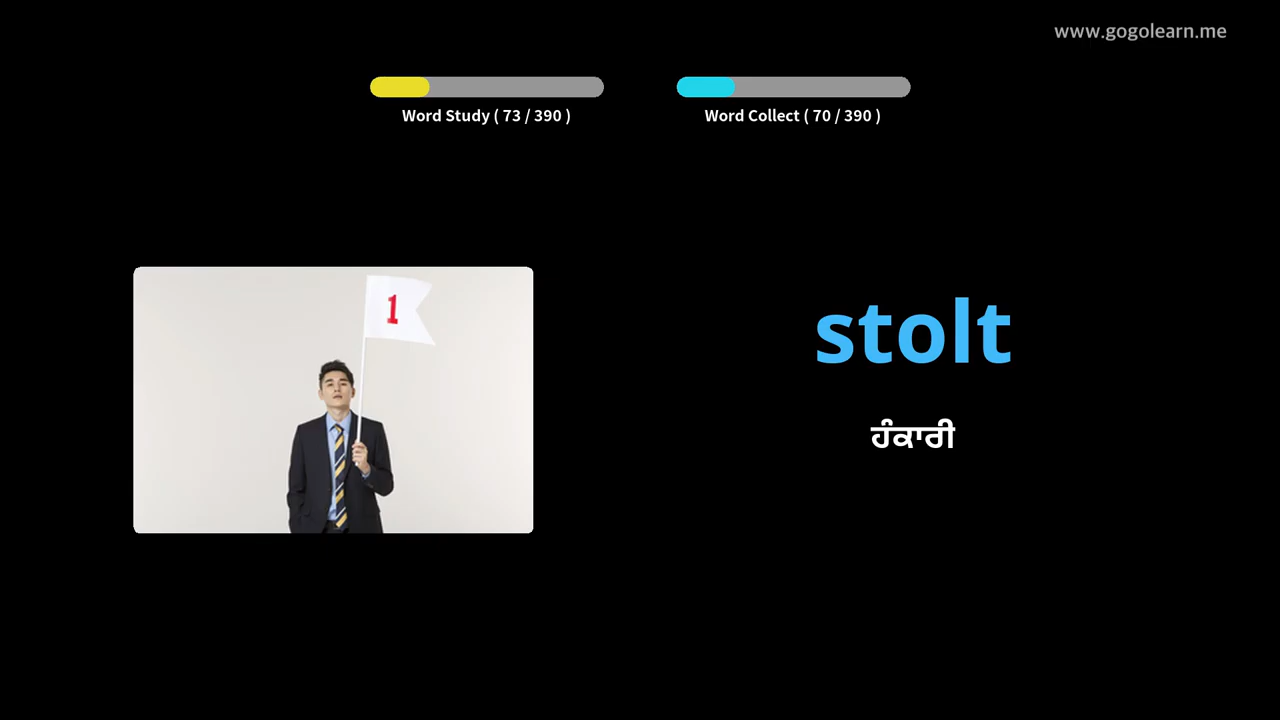 www.gogolearn.me
Word Study ( 73 / 390 )
Word Collect ( 70 / 390 )
1
stolt
ਹੰਕਾਰੀ